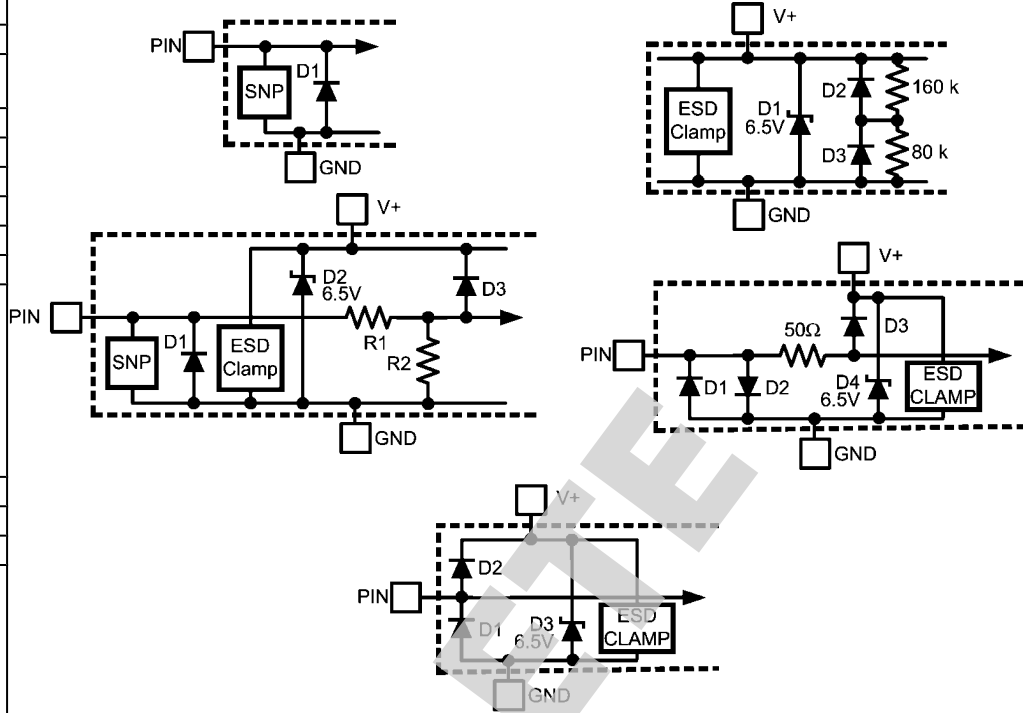 PIN
D1
SNP
GND
V+
ESD
Clamp
D1
6.5V
D2
160 k
D3
80 k
GND
V+
D2
6.5V
D3
PIN
D1
SNP
ESD
Clamp
R1
R2
GND
V+
50Ω
D3
PIN
D1
D2
D4
6.5V
ESD
CLAMP
GND
V+
D2
PIN
D1
D3
6.5V
ESD
CLAMP
GND
ETE